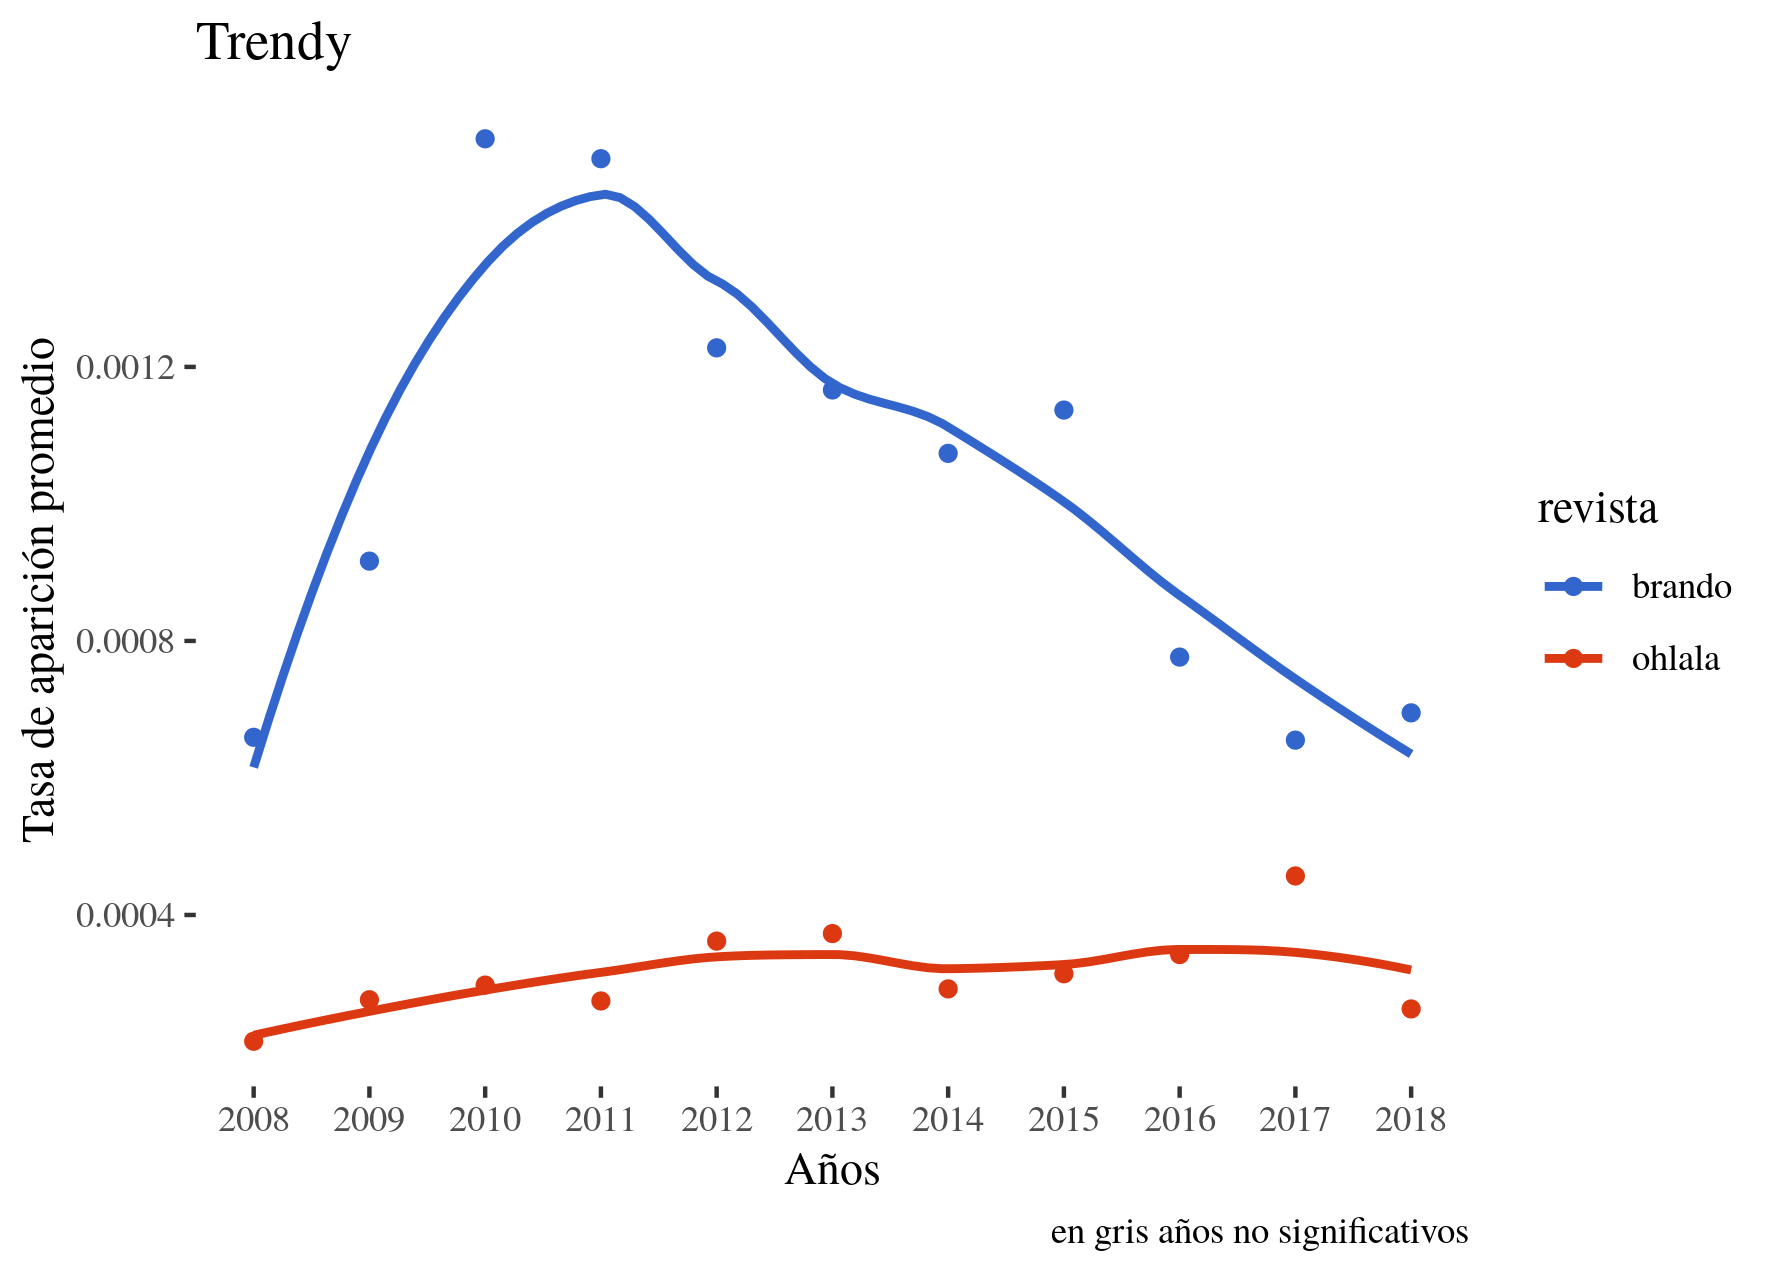 Trendy
Tasa de aparición promedio
0.0012
0.0008
0.0004
2008 2009 2010 2011 2012 2013 2014 2015 2016 2017 2018
Años
revista
brando
ohlala
en gris años no significativos